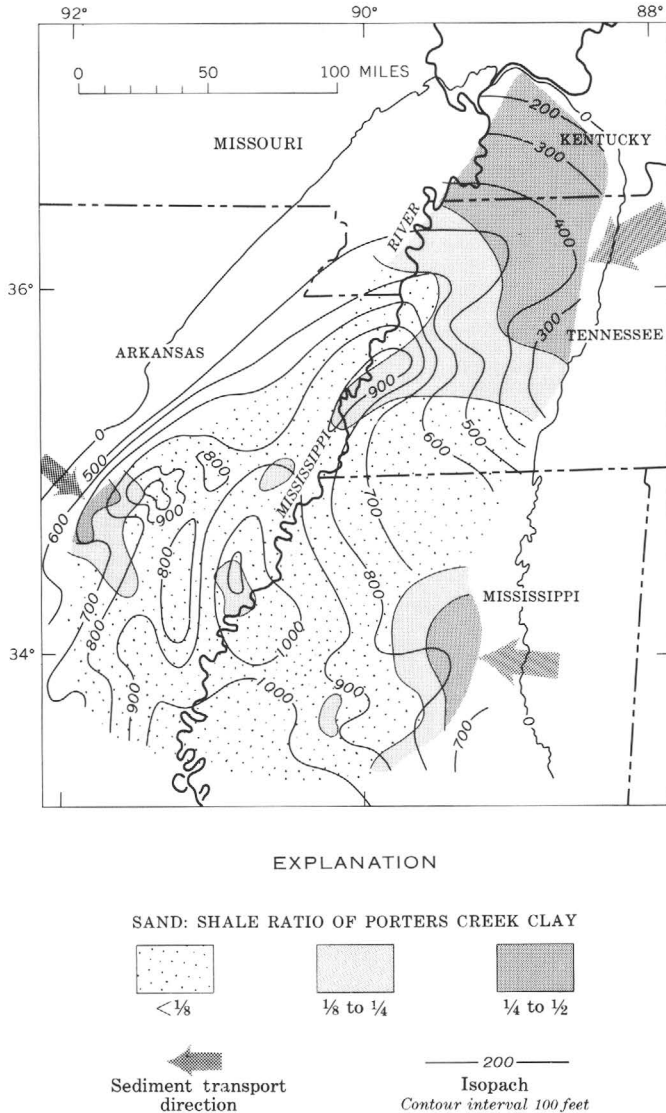 92° 90° 88°
0 50 100 MILES
200
0
MISSOURI
KENTUCKY
300
RIVER
400
36°
300
TENNESSEE
ARKANSAS
900
0
500
600
500
800
MISSISSIPPI
600
900
700
800
800
MISSISSIPPI
700
800
34°
1000
900
1000
900
700
0
EXPLANATION
SAND: SHALE RATIO OF PORTERS CREEK CLAY
<⅛ ⅛ to ¼ ¼ to ½
200
Sediment transport Isopach
direction Contour interval 100 feet